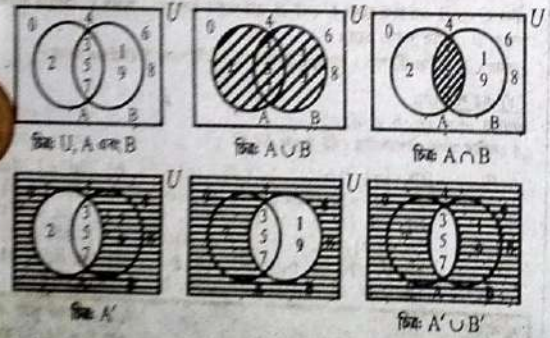 U U U
0 4 6 0 4 6 0 4 6
2 3 5 7 1 9 8 8 2 1 9 8
A B A B A B
চিত্র: U, A এবং B চিত্র: A∪B চিত্র: A∩B
U U
2 3 5 7 3 5 7 1 9 3 5 7
A B
চিত্র: A′ চিত্র: A′∪B′